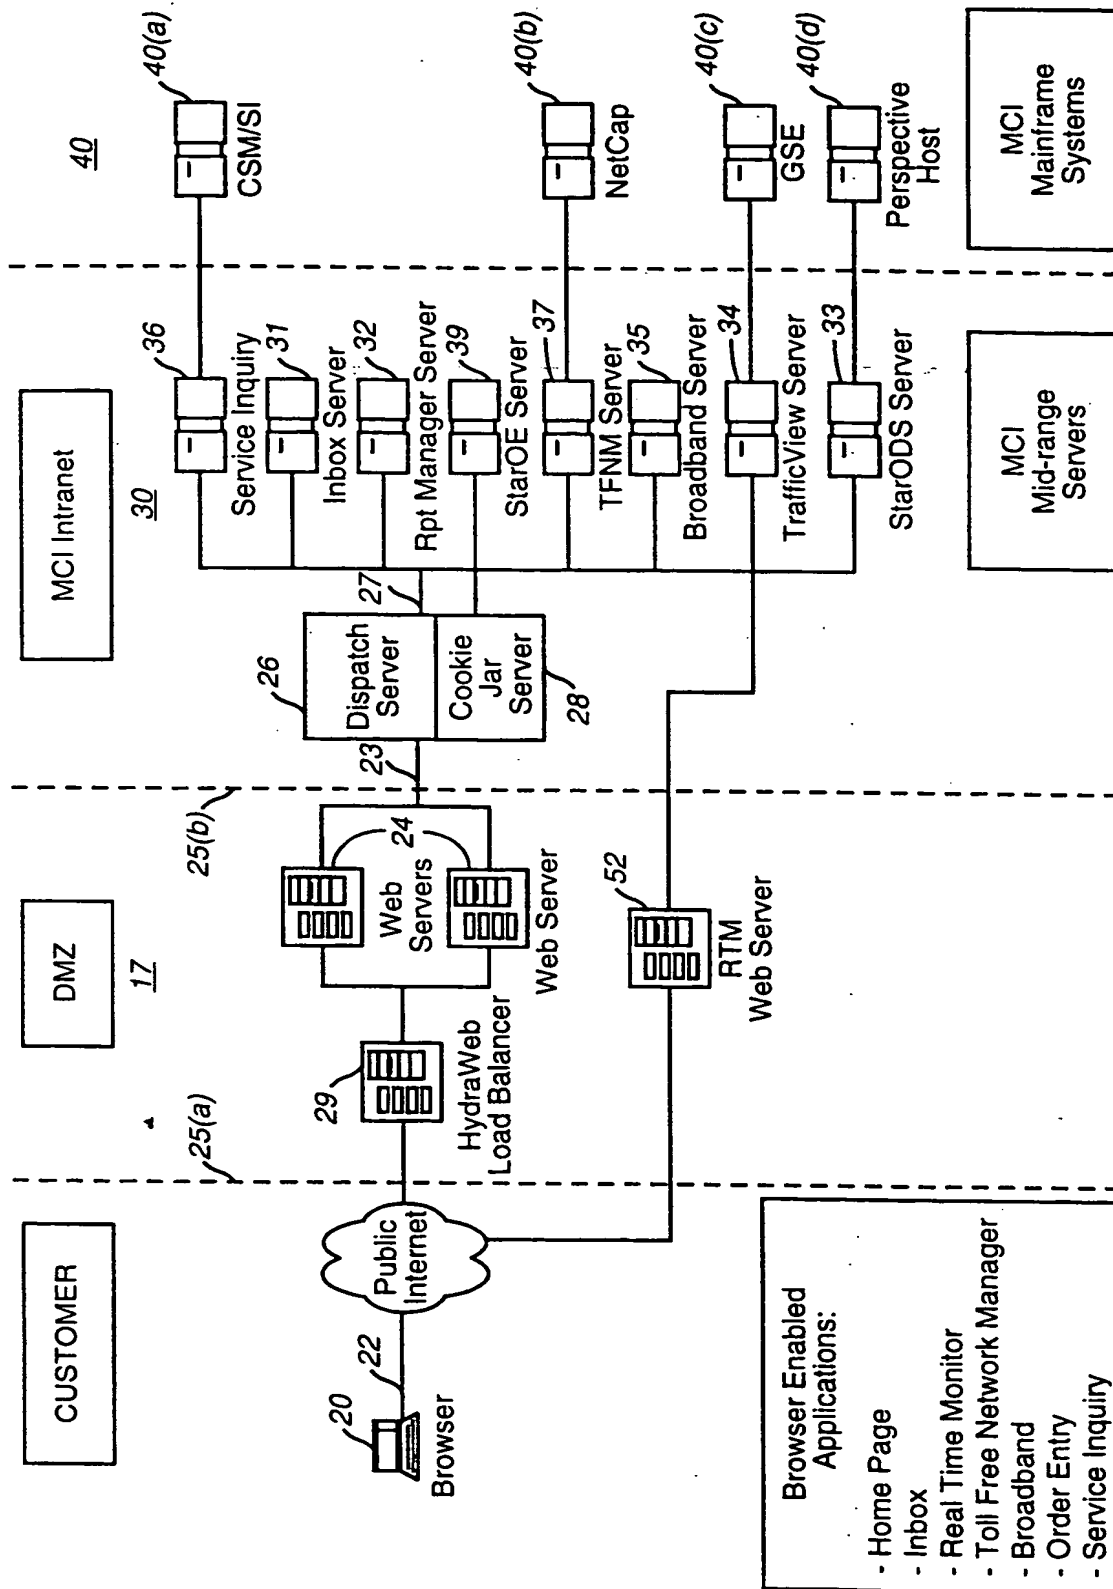 CUSTOMER
DMZ
17
MCI Intranet
30
40
25(a)
25(b)
20
22
Browser
Public
Internet
29
HydraWeb
Load Balancer
24
Web
Servers
Web Server
52
RTM
Web Server
23
26
Dispatch
Server
27
Cookie
Jar
Server
28
36
Service Inquiry
31
Inbox Server
32
Rpt Manager Server
39
StarOE Server
37
TFNM Server
35
Broadband Server
34
TrafficView Server
33
StarODS Server
40(a)
CSM/SI
40(b)
NetCap
40(c)
GSE
40(d)
Perspective
Host
Browser Enabled
Applications:
- Home Page
- Inbox
- Real Time Monitor
- Toll Free Network Manager
- Broadband
- Order Entry
- Service Inquiry
MCI
Mid-range
Servers
MCI
Mainframe
Systems